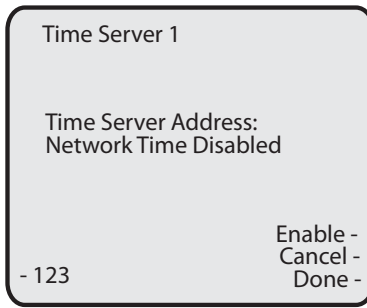 Time Server 1
Time Server Address:
Network Time Disabled
Enable -
Cancel -
- 123
Done -